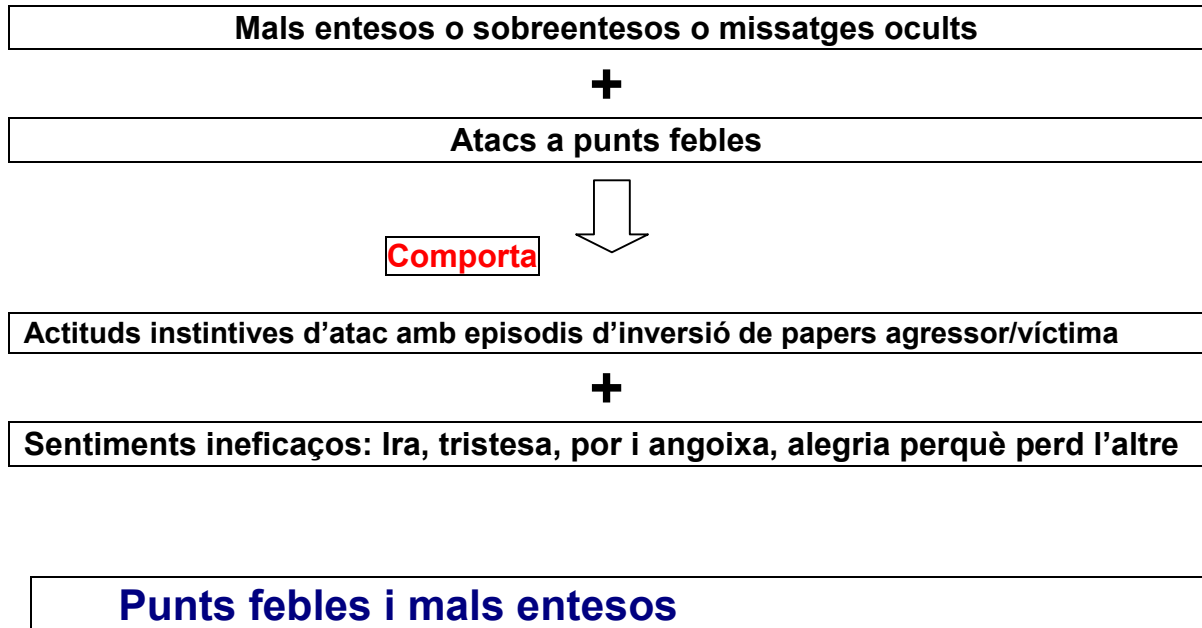 Mals entesos o sobreentesos o missatges ocults
+
Atacs a punts febles
Comporta
Actituds instintives d’atac amb episodis d’inversió de papers agressor/víctima
+
Sentiments ineficaços: Ira, tristesa, por i angoixa, alegria perquè perd l’altre
Punts febles i mals entesos